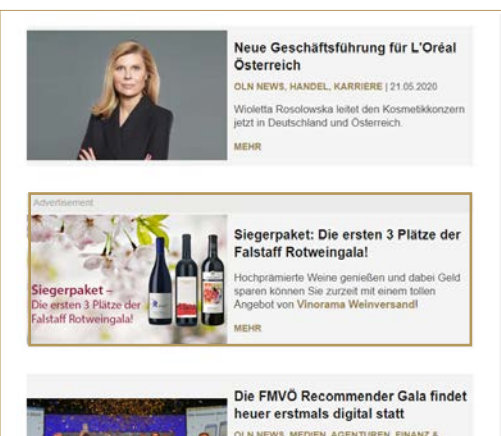 Neue Geschäftsführung für L'Oréal
Österreich
OLN NEWS, HANDEL, KARRIERE | 21.05.2020
Wioletta Rosolowska leitet den Kosmetikkonzern
jetzt in Deutschland und Österreich.
MEHR
Advertisement
Siegerpaket –
Die ersten 3 Plätze der
Falstaff Rotweingala!
Siegerpaket: Die ersten 3 Plätze der
Falstaff Rotweingala!
Hochprämierte Weine genießen und dabei Geld
sparen können Sie zurzeit mit einem tollen
Angebot von Vinorama Weinversand!
MEHR
Die FMVÖ Recommender Gala findet
heuer erstmals digital statt
OLN NEWS, MEDIEN, AGENTUREN, FINANZ &